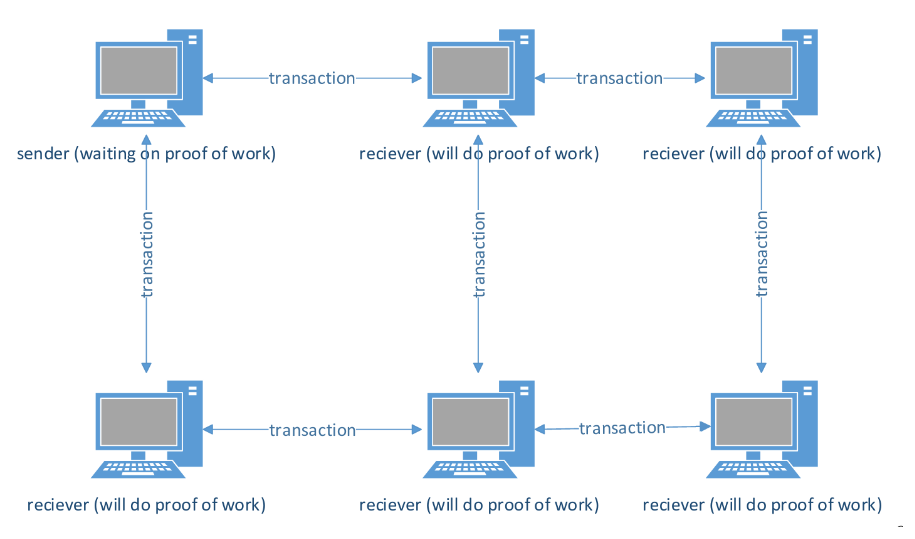 transaction
transaction
sender (waiting on proof of work)
reciever (will do proof of work)
reciever (will do proof of work)
transaction
transaction
transaction
transaction
transaction
reciever (will do proof of work)
reciever (will do proof of work)
reciever (will do proof of work)